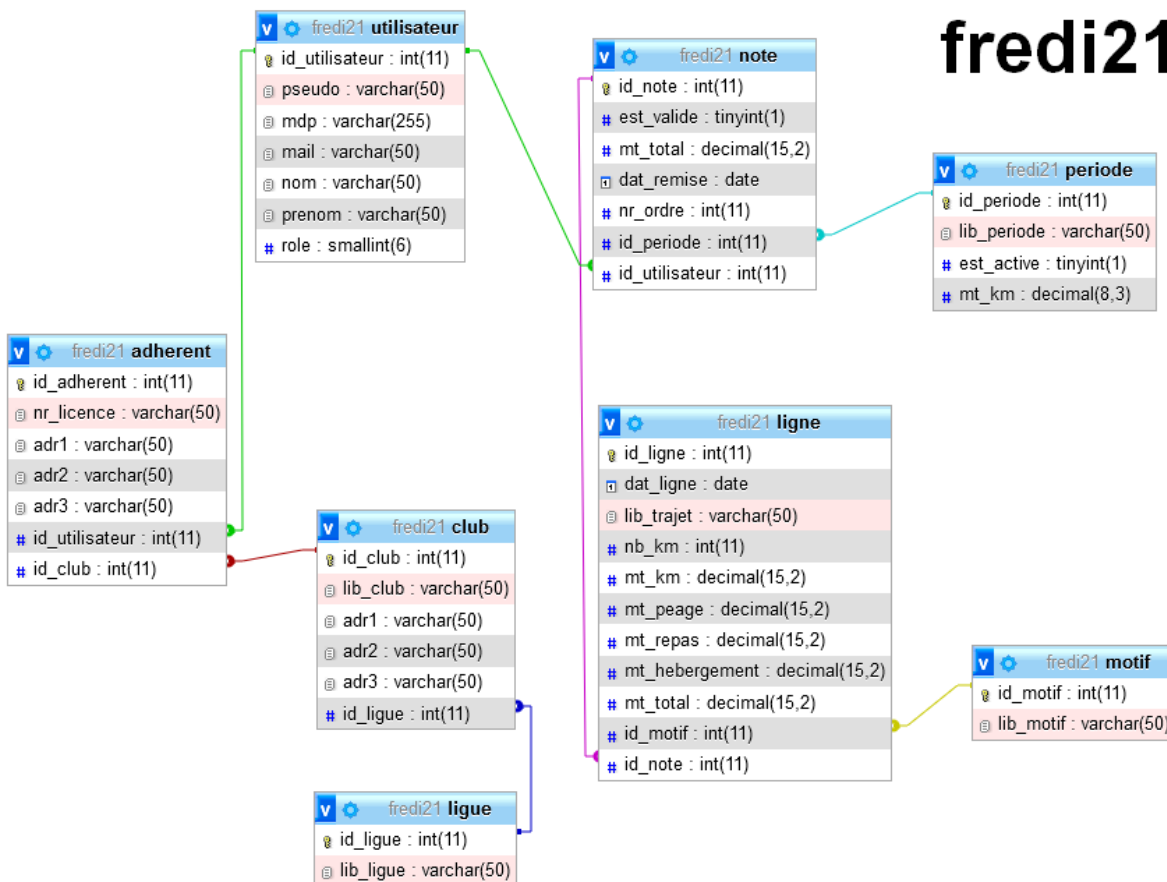 fredi21
v fredi21 utilisateur
id_utilisateur : int(11)
pseudo : varchar(50)
mdp : varchar(255)
mail : varchar(50)
nom : varchar(50)
prenom : varchar(50)
# role : smallint(6)
v fredi21 note
id_note : int(11)
# est_valide : tinyint(1)
# mt_total : decimal(15,2)
dat_remise : date
# nr_ordre : int(11)
# id_periode : int(11)
# id_utilisateur : int(11)
v fredi21 periode
id_periode : int(11)
lib_periode : varchar(50)
# est_active : tinyint(1)
# mt_km : decimal(8,3)
v fredi21 adherent
id_adherent : int(11)
nr_licence : varchar(50)
adr1 : varchar(50)
adr2 : varchar(50)
adr3 : varchar(50)
# id_utilisateur : int(11)
# id_club : int(11)
v fredi21 club
id_club : int(11)
lib_club : varchar(50)
adr1 : varchar(50)
adr2 : varchar(50)
adr3 : varchar(50)
# id_ligue : int(11)
v fredi21 ligne
id_ligne : int(11)
dat_ligne : date
lib_trajet : varchar(50)
# nb_km : int(11)
# mt_km : decimal(15,2)
# mt_peage : decimal(15,2)
# mt_repas : decimal(15,2)
# mt_hebergement : decimal(15,2)
# mt_total : decimal(15,2)
# id_motif : int(11)
# id_note : int(11)
v fredi21 motif
id_motif : int(11)
lib_motif : varchar(50)
v fredi21 ligue
id_ligue : int(11)
lib_ligue : varchar(50)